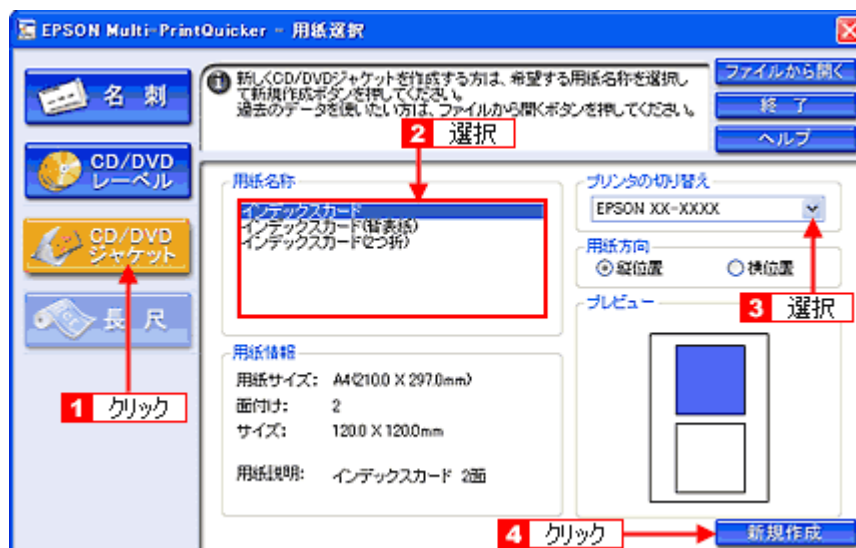 EPSON Multi-PrintQuicker - 用紙選択
名 刺
CD/DVD
レーベル
CD/DVD
ジャケット
長 尺
1 クリック
新しくCD/DVDジャケットを作成する方は、希望する用紙名称を選択し
て新規作成ボタンを押してください。
過去のデータを使いたい方は、ファイルから開くボタンを押してください。
ファイルから開く
終 了
ヘルプ
2 選択
用紙名称
インデックスカード
インデックスカード(背表紙)
インデックスカード(2つ折)
プリンタの切り替え
EPSON XX-XXXX
用紙方向
縦位置
横位置
3 選択
プレビュー
用紙情報
用紙サイズ: A4(210.0 X 297.0mm)
面付け: 2
サイズ: 120.0 X 120.0mm
用紙説明: インデックスカード 2面
4 クリック
新規作成